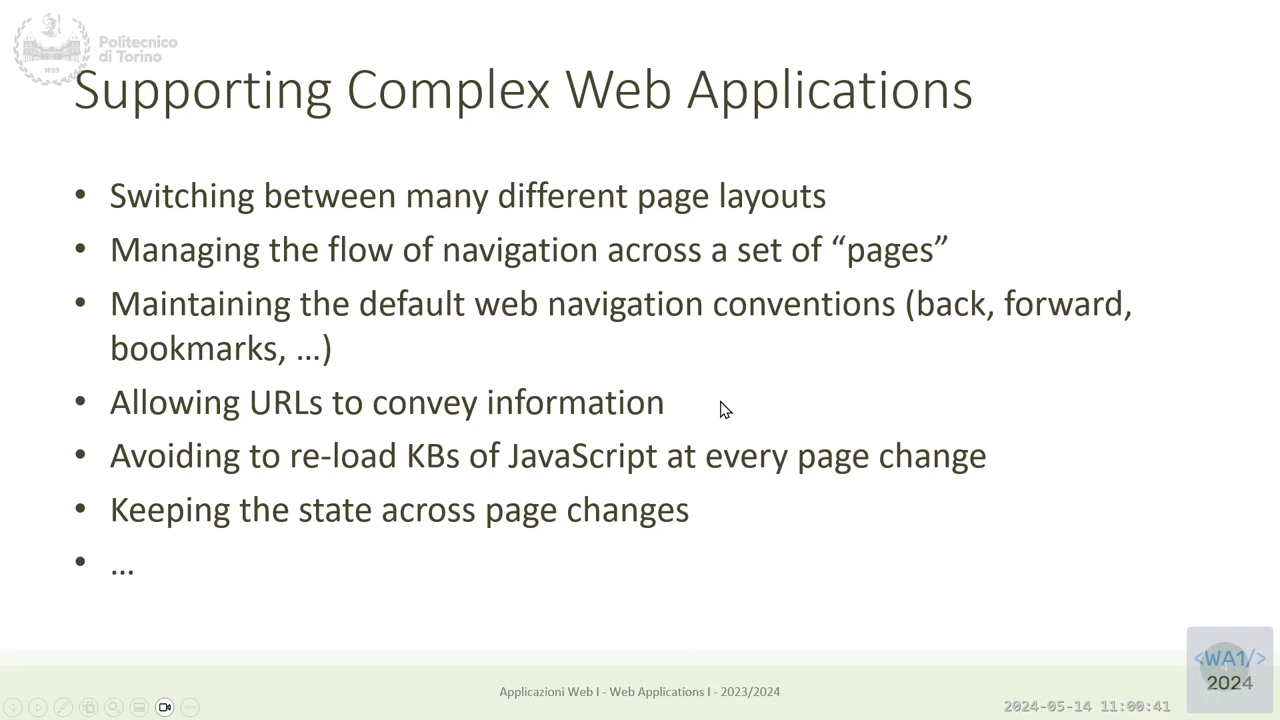 Politecnico
di Torino
1859
Supporting Complex Web Applications
• Switching between many different page layouts
• Managing the flow of navigation across a set of “pages”
• Maintaining the default web navigation conventions (back, forward,
bookmarks, …)
• Allowing URLs to convey information
• Avoiding to re-load KBs of JavaScript at every page change
• Keeping the state across page changes
• …
<WA1/>
4
2024
Applicazioni Web I - Web Applications I - 2023/2024
2024-05-14 11:00:41